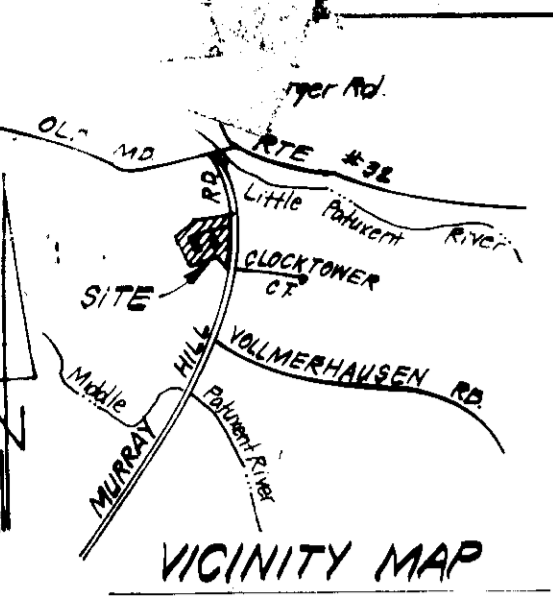 Rd.
OL. MD. RTE #32
RD.
Little Patuxent River
CLOCKTOWER
CT.
SITE
VOLLMERHAUSEN RD.
Middle Patuxent River
MURRAY HILL
VICINITY MAP